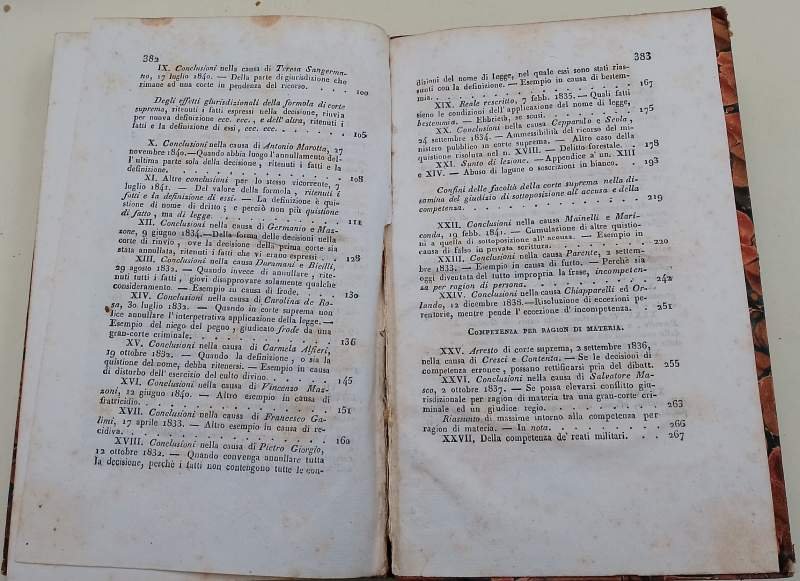 382
IX. Conclusioni nella causa di Teresa Sangerma-
no, 17 luglio 1840. — Della parte di giurisdizione che
rimane ad una corte in pendenza del ricorso. . . . 100
Degli effetti giurisdizionali della formola di corte
suprema, ritenuti i fatti espressi nella decisione, rinvia
per nuova definizione ecc. ecc., e dell' altra, ritenuti i
fatti e la definizione di essi, ecc. ecc. . . . . . . . 105
X. Conclusioni nella causa di Antonio Marotta, 27
novembre 1840.—Quando abbia luogo l'annullamento del-
l'ultima parte sola della decisione, ritenuti i fatti e la
definizione. . . . . . . . . . . . . . . 108
XI. Altre conclusioni per lo stesso ricorrente, 7
luglio 1841. — Del valore della formola, ritenuti i
fatti e la definizione di essi. — La definizione è qui-
stione di nome di dritto; e perciò non più quistione
di fatto, ma di legge. . . . . . . . . . . . 112
XII. Conclusioni nella causa di Germanio e Mas-
sone, 9 giugno 1834.—Della forma delle decisioni nella
corte di rinvio, ove la decisione della prima corte sia
stata annullata, ritenuti i fatti che vi erano espressi . 128
XIII. Conclusioni nella causa Duramani e Bielli,
29 agosto 1832. — Quando invece di annullare, rite-
nuti tutti i fatti, giovi disapprovare solamente qualche
consideramento. — Esempio in causa di frode. . . . 130
XIV. Conclusioni nella causa di Carolina de Ro-
sa, 30 luglio 1832. — Quando in corte suprema non
lice annullare l'interpetrativa applicazione della legge.—
Esempio del niego del pegno, giudicato frode da una
gran-corte criminale. . . . . . . . . . . . 136
XV. Conclusioni nella causa di Carmela Alfieri,
19 ottobre 1832. — Quando la definizione, o sia la
quistione del nome, debba ritenersi. — Esempio in causa
di disturbo dell'esercizio del culto divino. . . . . 145
XVI. Conclusioni nella causa di Vincenzo Mas-
soni, 12 giugno 1840. — Altro esempio in causa di
fratricidio. . . . . . . . . . . . . . . 151
XVII. Conclusioni nella causa di Francesco Ga-
limi, 17 aprile 1833. — Altro esempio in causa di re-
cidiva. . . . . . . . . . . . . . . . 160
XVIII. Conclusioni nella causa di Pietro Giorgio,
12 ottobre 1832. — Quando convenga annullare tutta
la decisione, perchè i fatti non contengono tutte le con-
383
dizioni del nome di legge, nel quale essi sono stati rias-
sunti con la definizione. — Esempio in causa di bestem-
mia. . . . . . . . . . . . . . . . . 167
XIX. Reale rescritto, 7 febb. 1835. — Quali fatti
sieno le condizioni dell'applicazione del nome di legge,
bestemmia. — Ebbrietà, se scusi. . . . . . . . 175
XX. Conclusioni nella causa Cepparulo e Scola,
24 settembre 1834. — Ammessibilità del ricorso del mi-
nistero pubblico in corte suprema. — Altro caso della
quistione risoluta nel n. XVIII. — Delitto forestale. . 178
XXI. Sunto di lezione. — Appendice a' un. XIII
e XIV. — Abuso di lagune o soscrizioni in bianco. . 193
Confini delle facoltà della corte suprema nella di-
samina del giudizio di sottoposizione all'accusa e della
competenza. . . . . . . . . . . . . . 219
XXII. Conclusioni nella causa Mainelli e Mari-
conda, 19 febb. 1841. — Cumulazione di altre quistio-
ni a quella di sottoposizione all'accusa. — Esempio in
causa di falso in privata scrittura. . . . . . . 220
XXIII. Conclusioni nella causa Parente, 2 settem-
bre 1833. — Esempio in causa di furto. — Perchè sia
oggi diventata del tutto impropria la frase, incompeten-
za per ragion di persona. . . . . . . . . . 242
XXIV. Conclusioni nella causa Chiapparelli ed Or-
lando, 12 dicembre 1838.—Risoluzione di eccezioni pe-
rentorie, mentre pende l'eccezione d'incompetenza. . 251
COMPETENZA PER RAGION DI MATERIA.
XXV. Arresto di corte suprema, 2 settembre 1836,
nella causa di Cresci e Contenta. — Se le decisioni di
competenza erronee, possano rettificarsi pria del dibatt. 255
XXVI. Conclusioni nella causa di Salvatore Ma-
sco, 2 ottobre 1837. — Se possa elevarsi conflitto giu-
risdizionale per ragion di materia tra una gran-corte cri-
minale ed un giudice regio. . . . . . . . . 263
Riassunto di massime intorno alla competenza per
ragion di materia. — In nota. . . . . . . . 266
XXVII, Della competenza de' reati militari. . . 267